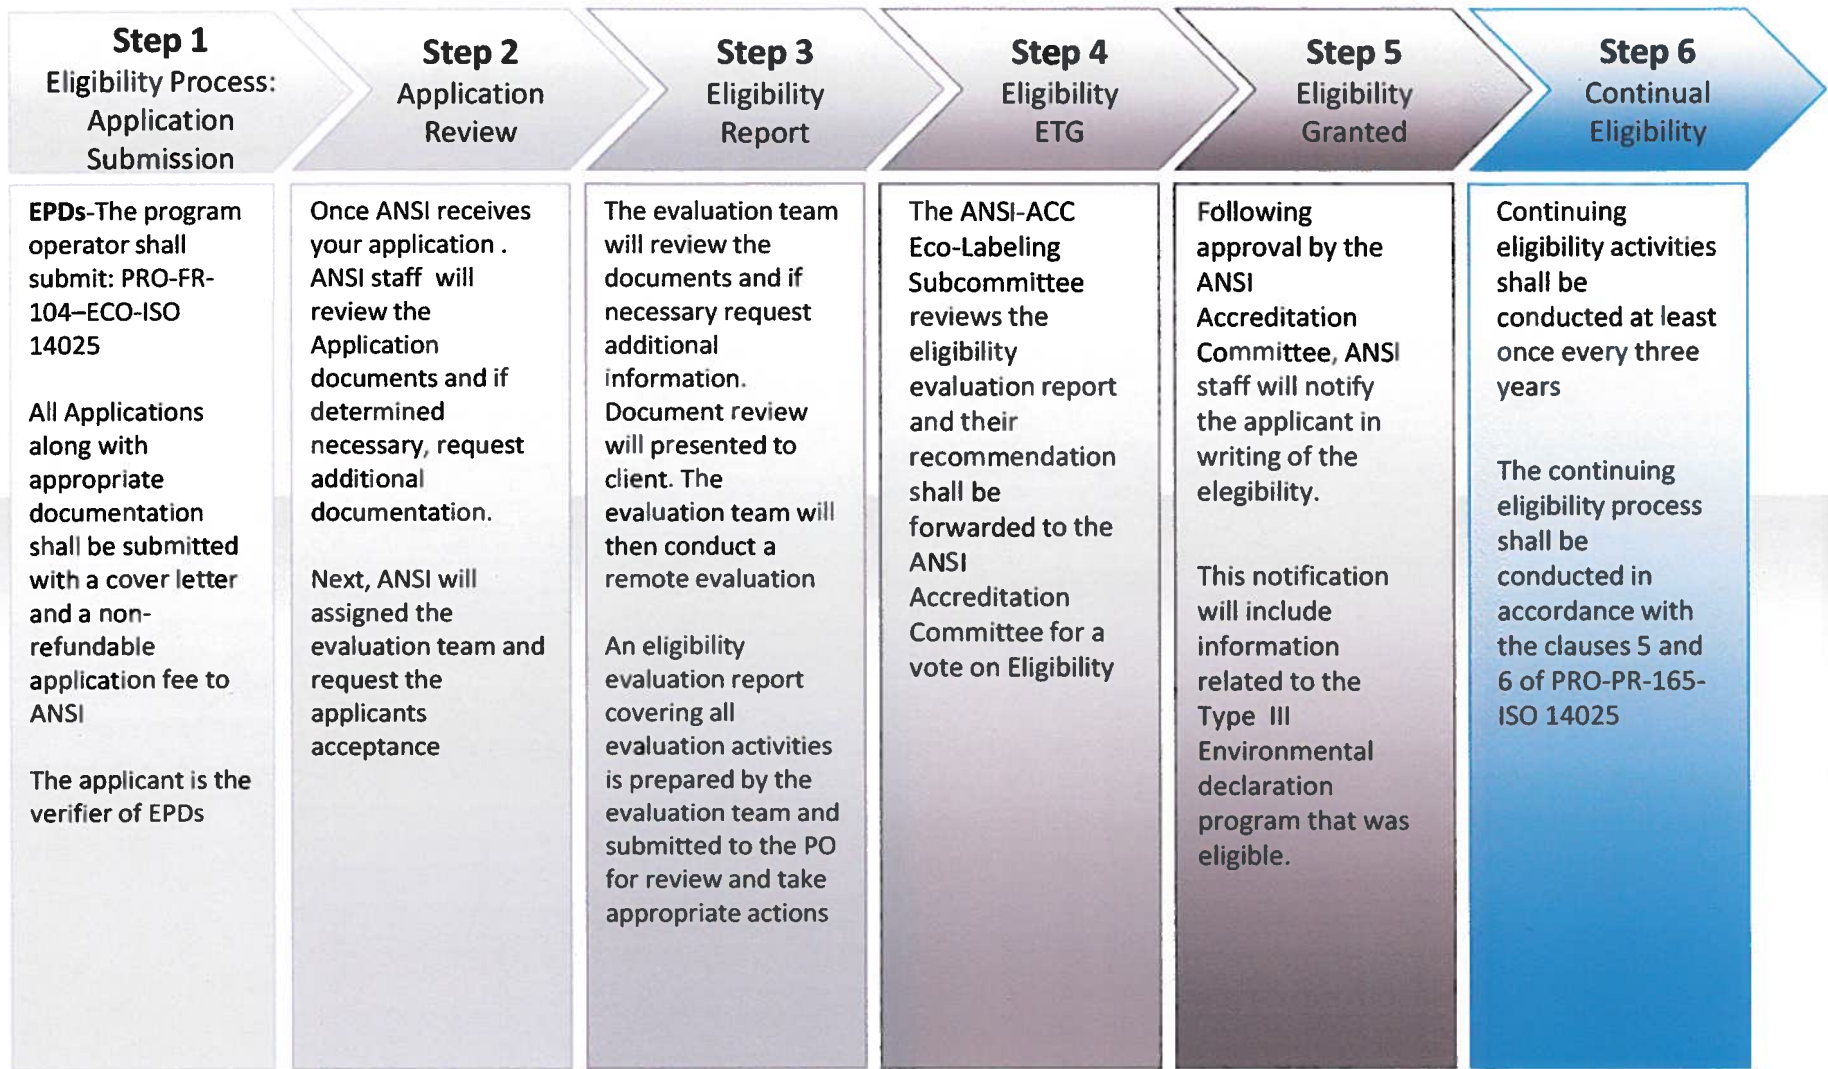 Step 1
Eligibility Process:
Application
Submission
Step 2
Application
Review
Step 3
Eligibility
Report
Step 4
Eligibility
ETG
Step 5
Eligibility
Granted
Step 6
Continual
Eligibility
EPDs-The program
operator shall
submit: PRO-FR-
104–ECO-ISO
14025
All Applications
along with
appropriate
documentation
shall be submitted
with a cover letter
and a non-
refundable
application fee to
ANSI
The applicant is the
verifier of EPDs
Once ANSI receives
your application .
ANSI staff will
review the
Application
documents and if
determined
necessary, request
additional
documentation.
Next, ANSI will
assigned the
evaluation team and
request the
applicants
acceptance
The evaluation team
will review the
documents and if
necessary request
additional
information.
Document review
will presented to
client. The
evaluation team will
then conduct a
remote evaluation
An eligibility
evaluation report
covering all
evaluation activities
is prepared by the
evaluation team and
submitted to the PO
for review and take
appropriate actions
The ANSI-ACC
Eco-Labeling
Subcommittee
reviews the
eligibility
evaluation report
and their
recommendation
shall be
forwarded to the
ANSI
Accreditation
Committee for a
vote on Eligibility
Following
approval by the
ANSI
Accreditation
Committee, ANSI
staff will notify
the applicant in
writing of the
elegibility.
This notification
will include
information
related to the
Type III
Environmental
declaration
program that was
eligible.
Continuing
eligibility activities
shall be
conducted at least
once every three
years
The continuing
eligibility process
shall be
conducted in
accordance with
the clauses 5 and
6 of PRO-PR-165-
ISO 14025